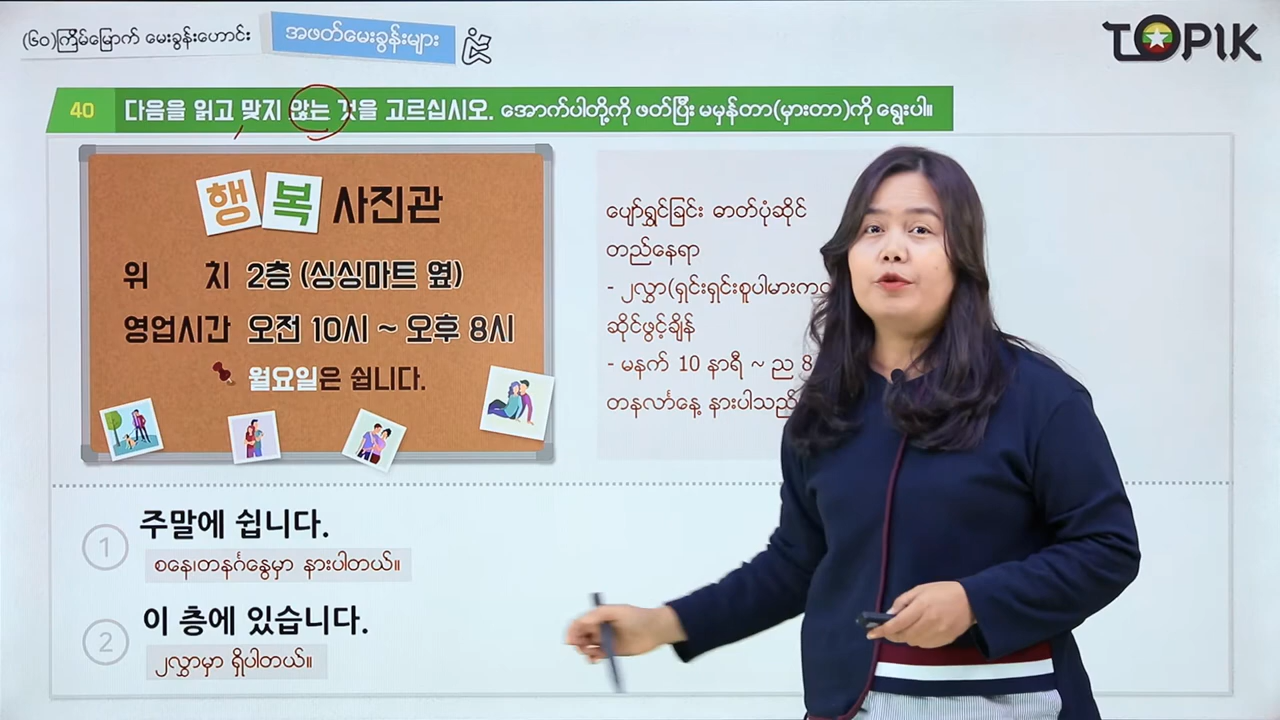 (၆၀)ကြိမ်မြောက် မေးခွန်းဟောင်း
အဖတ်မေးခွန်းများ
TOPIK
40 다음을 읽고 맞지 않는 것을 고르십시오. အောက်ပါတို့ကို ဖတ်ပြီး မမှန်တာ(မှားတာ)ကို ရွေးပါ။
행복 사진관
위 치 2층 (싱싱마트 옆)
영업시간 오전 10시 ~ 오후 8시
월요일은 쉽니다.
ပျော်ရွှင်ခြင်း ဓာတ်ပုံဆိုင်
တည်နေရာ
- ၂လွှာ(ရှင်းရှင်းစူပါမားက
ဆိုင်ဖွင့်ချိန်
- မနက် 10 နာရီ ~ ည 8
တနင်္လာနေ့ နားပါသည်
1 주말에 쉽니다.
စနေ၊တနင်္ဂနွေမှာ နားပါတယ်။
2 이 층에 있습니다.
၂လွှာမှာ ရှိပါတယ်။